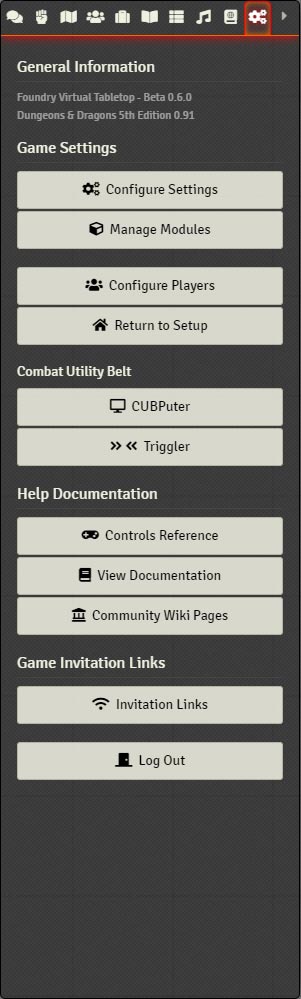 General Information
Foundry Virtual Tabletop - Beta 0.6.0
Dungeons & Dragons 5th Edition 0.91
Game Settings
Configure Settings
Manage Modules
Configure Players
Return to Setup
Combat Utility Belt
CUBPuter
Triggler
Help Documentation
Controls Reference
View Documentation
Community Wiki Pages
Game Invitation Links
Invitation Links
Log Out